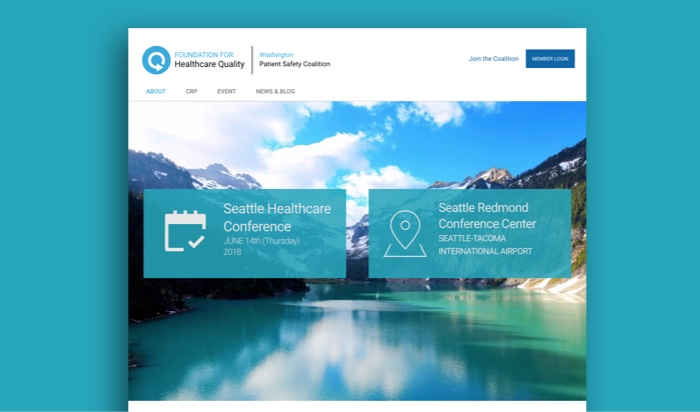 FOUNDATION FOR
Healthcare Quality
Washington
Patient Safety Coalition
Join the Coalition
MEMBER LOGIN
ABOUT
CRP
EVENT
NEWS & BLOG
Seattle Healthcare
Conference
JUNE 14th (Thursday)
2018
Seattle Redmond
Conference Center
SEATTLE-TACOMA
INTERNATIONAL AIRPORT